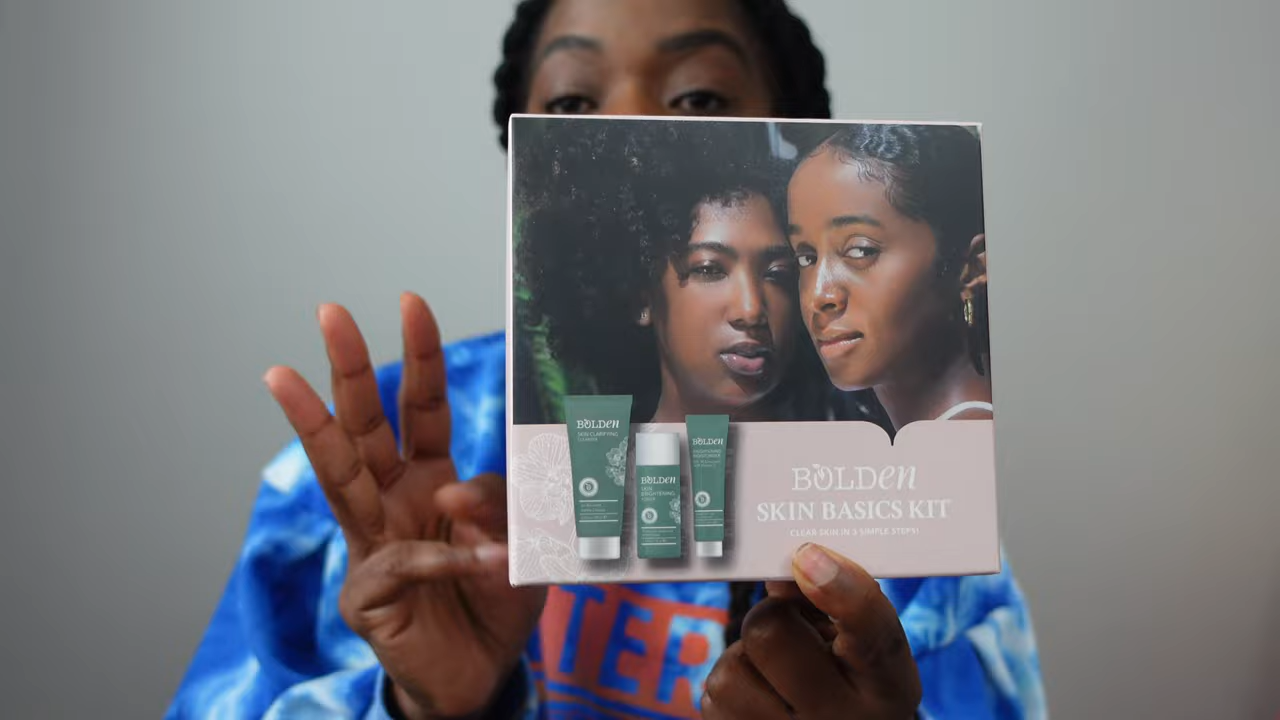 BOLDEN
SKIN CLARIFYING
CLEANSER
BOLDEN
SKIN
BRIGHTENING
TONER
BOLDEN
BRIGHTENING
MOISTURIZER
BOLDEN
SKIN BASICS KIT
CLEAR SKIN IN 3 SIMPLE STEPS!
TER